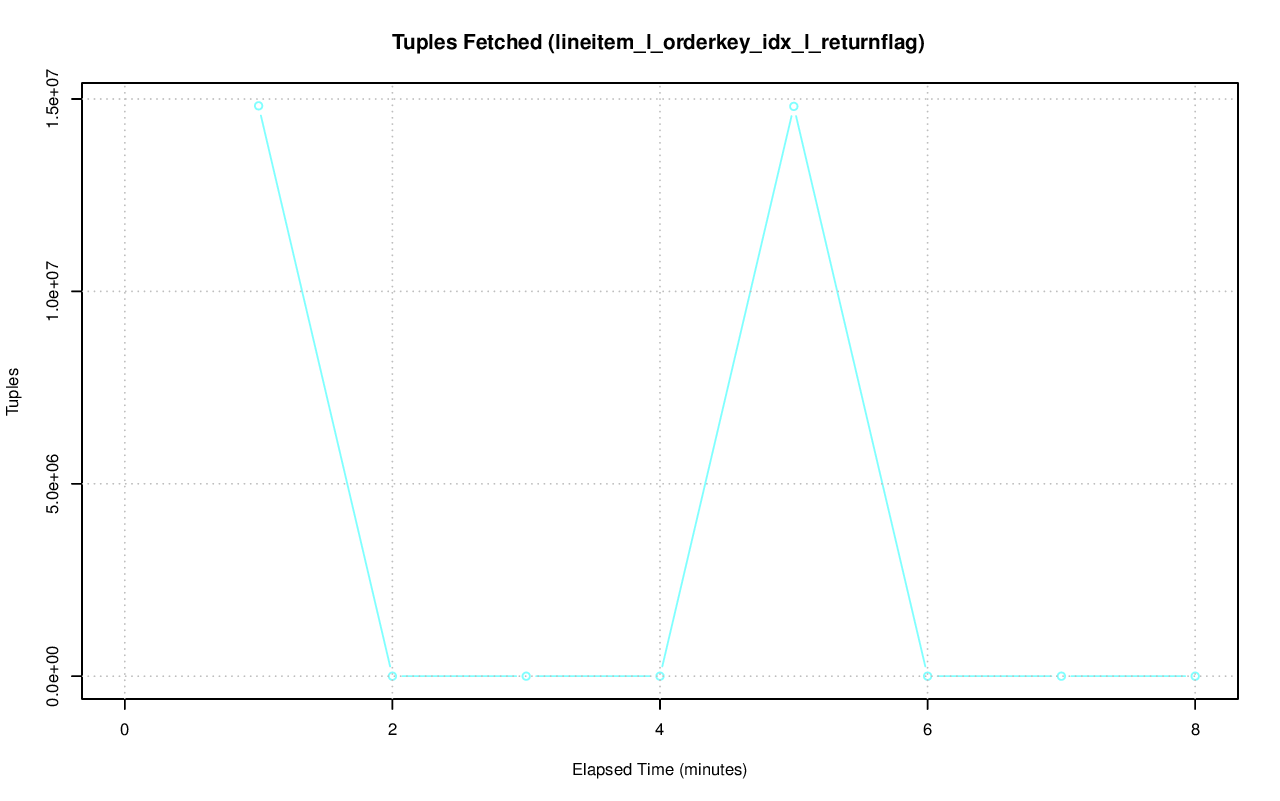 Tuples Fetched (lineitem_l_orderkey_idx_l_returnflag)
1.5e+07
1.0e+07
5.0e+06
0.0e+00
Tuples
0 2 4 6 8
Elapsed Time (minutes)